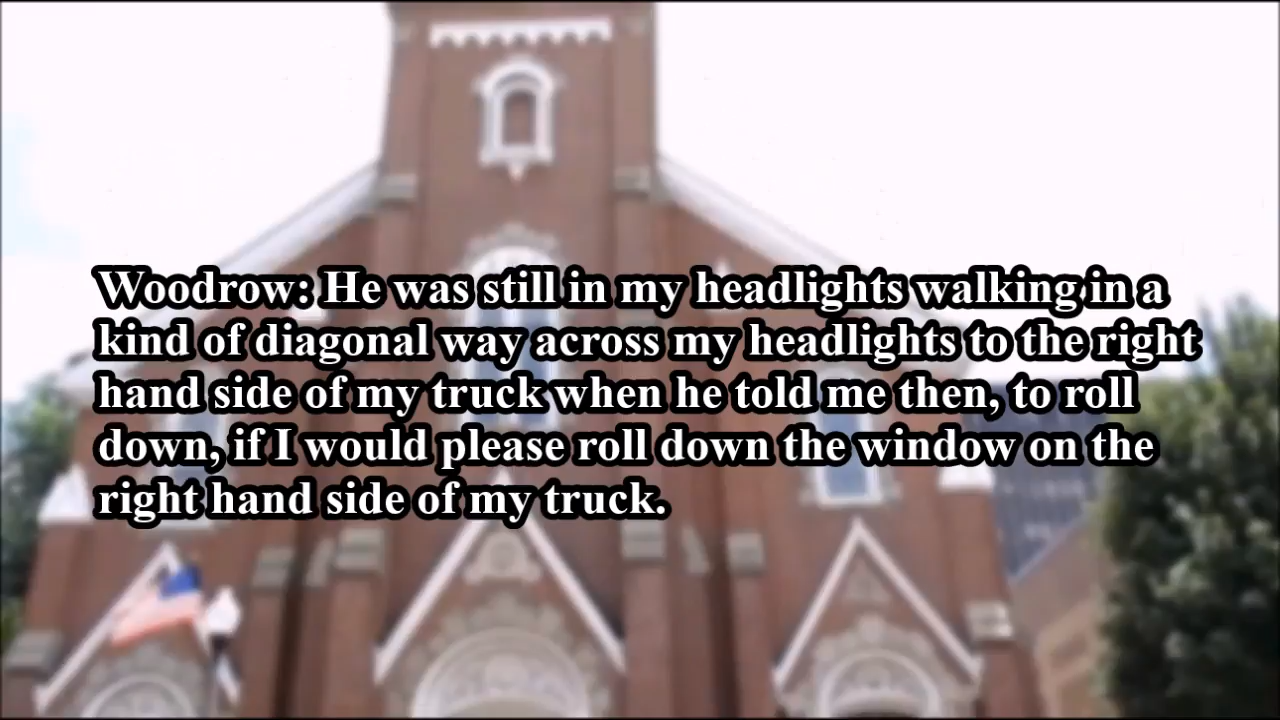 Woodrow: He was still in my headlights walking in a
kind of diagonal way across my headlights to the right
hand side of my truck when he told me then, to roll
down, if I would please roll down the window on the
right hand side of my truck.